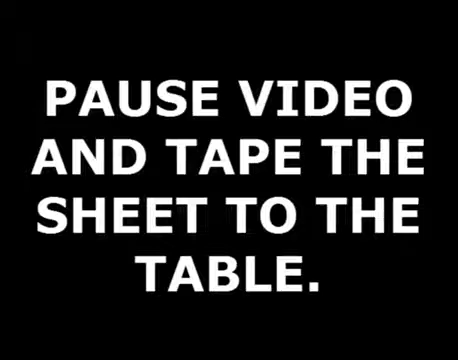 PAUSE VIDEO
AND TAPE THE
SHEET TO THE
TABLE.